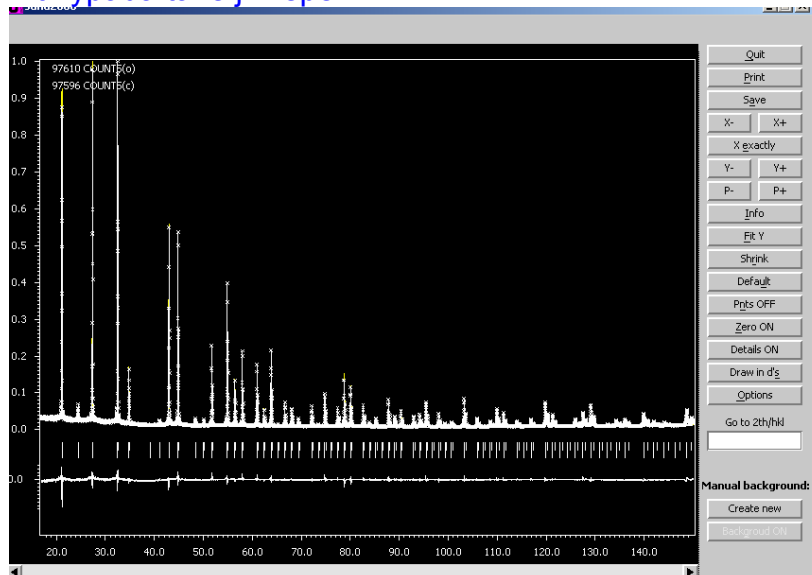 97610 COUNTS(o)
97596 COUNTS(c)
1.0
0.9
0.8
0.7
0.6
0.5
0.4
0.3
0.2
0.1
0.0
0.0
20.0 30.0 40.0 50.0 60.0 70.0 80.0 90.0 100.0 110.0 120.0 130.0 140.0
Quit
Print
Save
X- X+
X exactly
Y- Y+
P- P+
Info
Fit Y
Shrink
Default
Pnts OFF
Zero ON
Details ON
Draw in d's
Options
Go to 2th/hkl
Manual background:
Create new
Backgroud ON